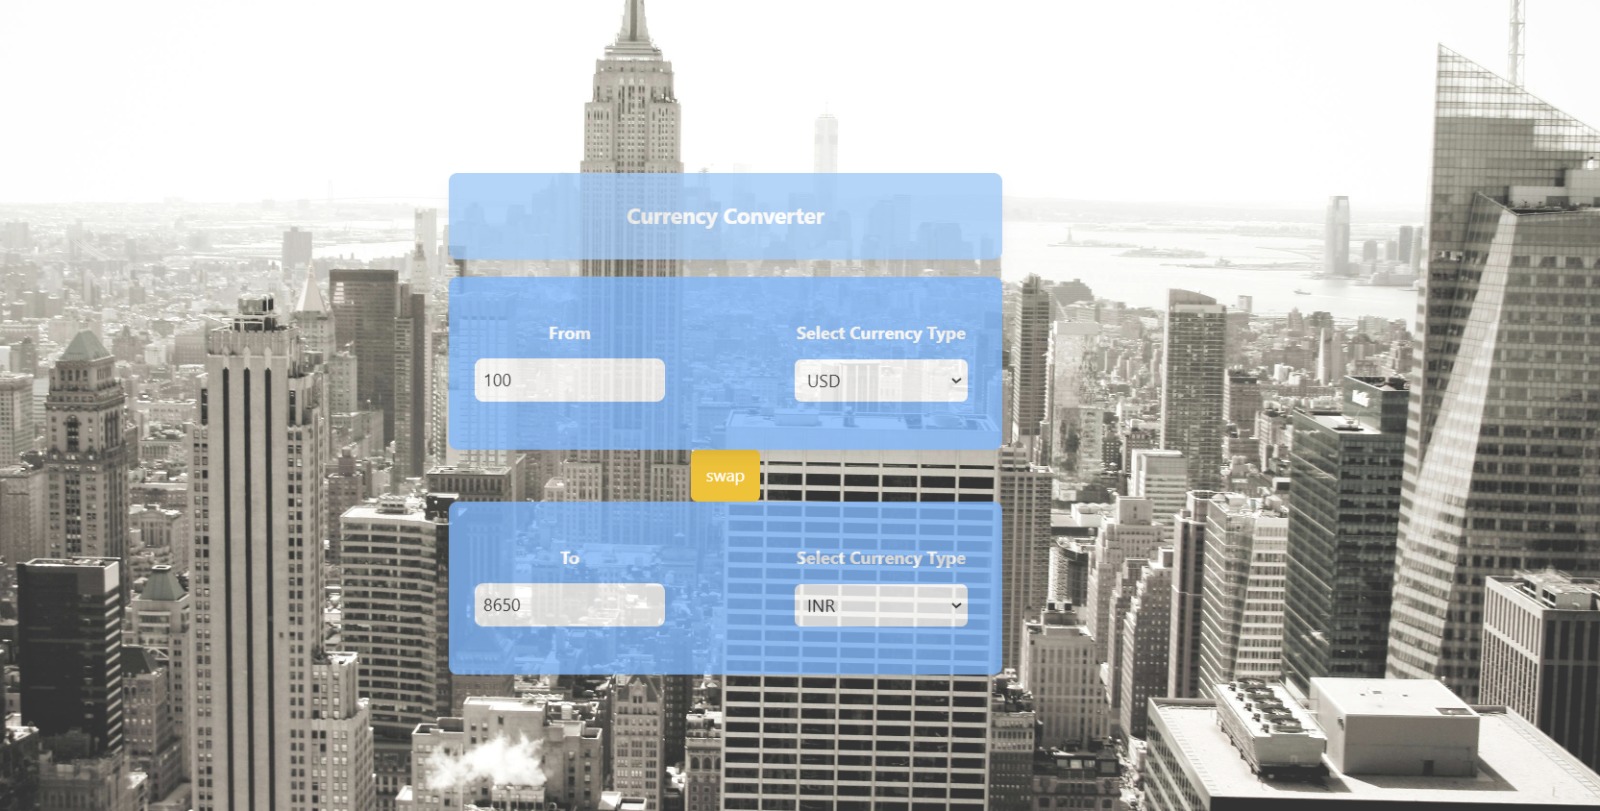 Currency Converter
From
Select Currency Type
100
USD
swap
To
Select Currency Type
8650
INR